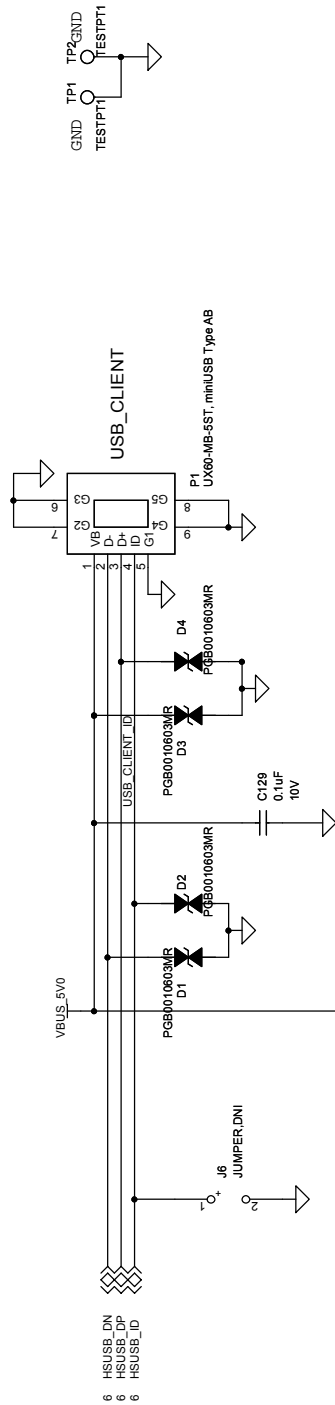 GND
TP1
TESTPT1
TP2
GND
TESTPT1
USB_CLIENT
P1
UX60-MB-5ST, miniUSB Type AB
6
7
G3
G2
VB
D-
D+
ID
G1
G5
G4
8
9
1
2
3
4
5
D4
PGB0010603MR
D3
PGB0010603MR
USB_CLIENT_ID
C129
0.1uF
10V
D2
PGB0010603MR
D1
PGB0010603MR
VBUS_5V0
J6
JUMPER,DNI
1
+
2
6 HSUSB_DN
6 HSUSB_DP
6 HSUSB_ID